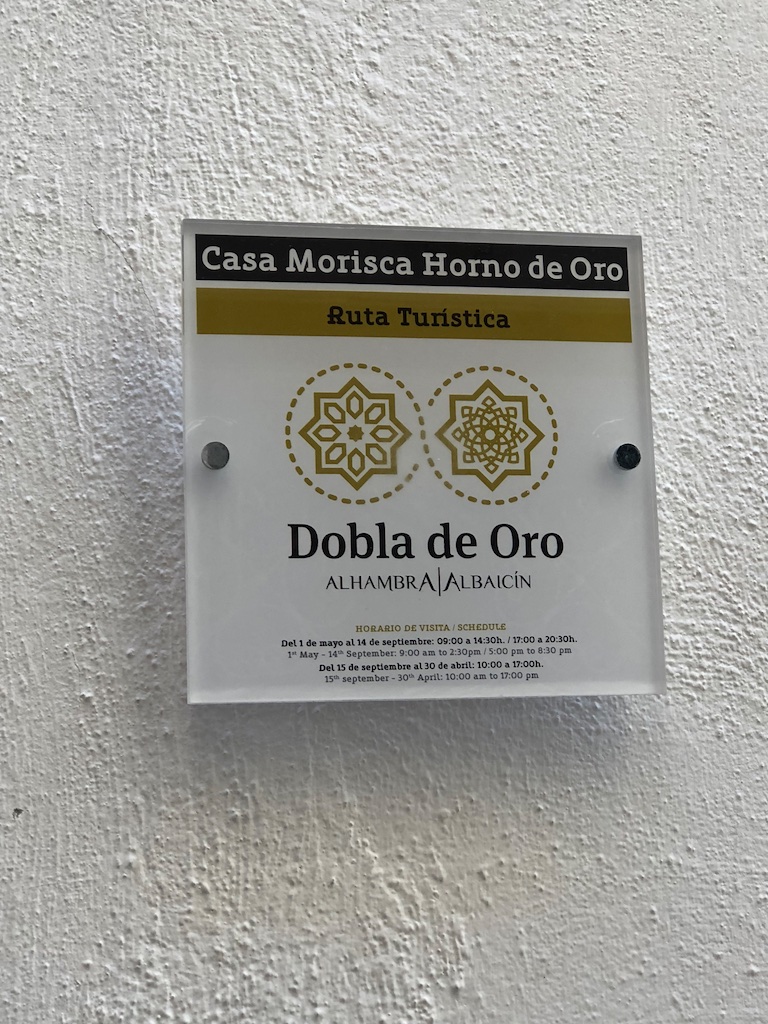 Casa Morisca Horno de Oro
Ruta Turística
Dobla de Oro
ALHAMBRA|ALBAICÍN
HORARIO DE VISITA / SCHEDULE
Del 1 de mayo al 14 de septiembre: 09:00 a 14:30h. / 17:00 a 20:30h.
1st May - 14th September: 9:00 am to 2:30pm / 5:00 pm to 8:30 pm
Del 15 de septiembre al 30 de abril: 10:00 a 17:00h.
15th september - 30th April: 10:00 am to 17:00 pm